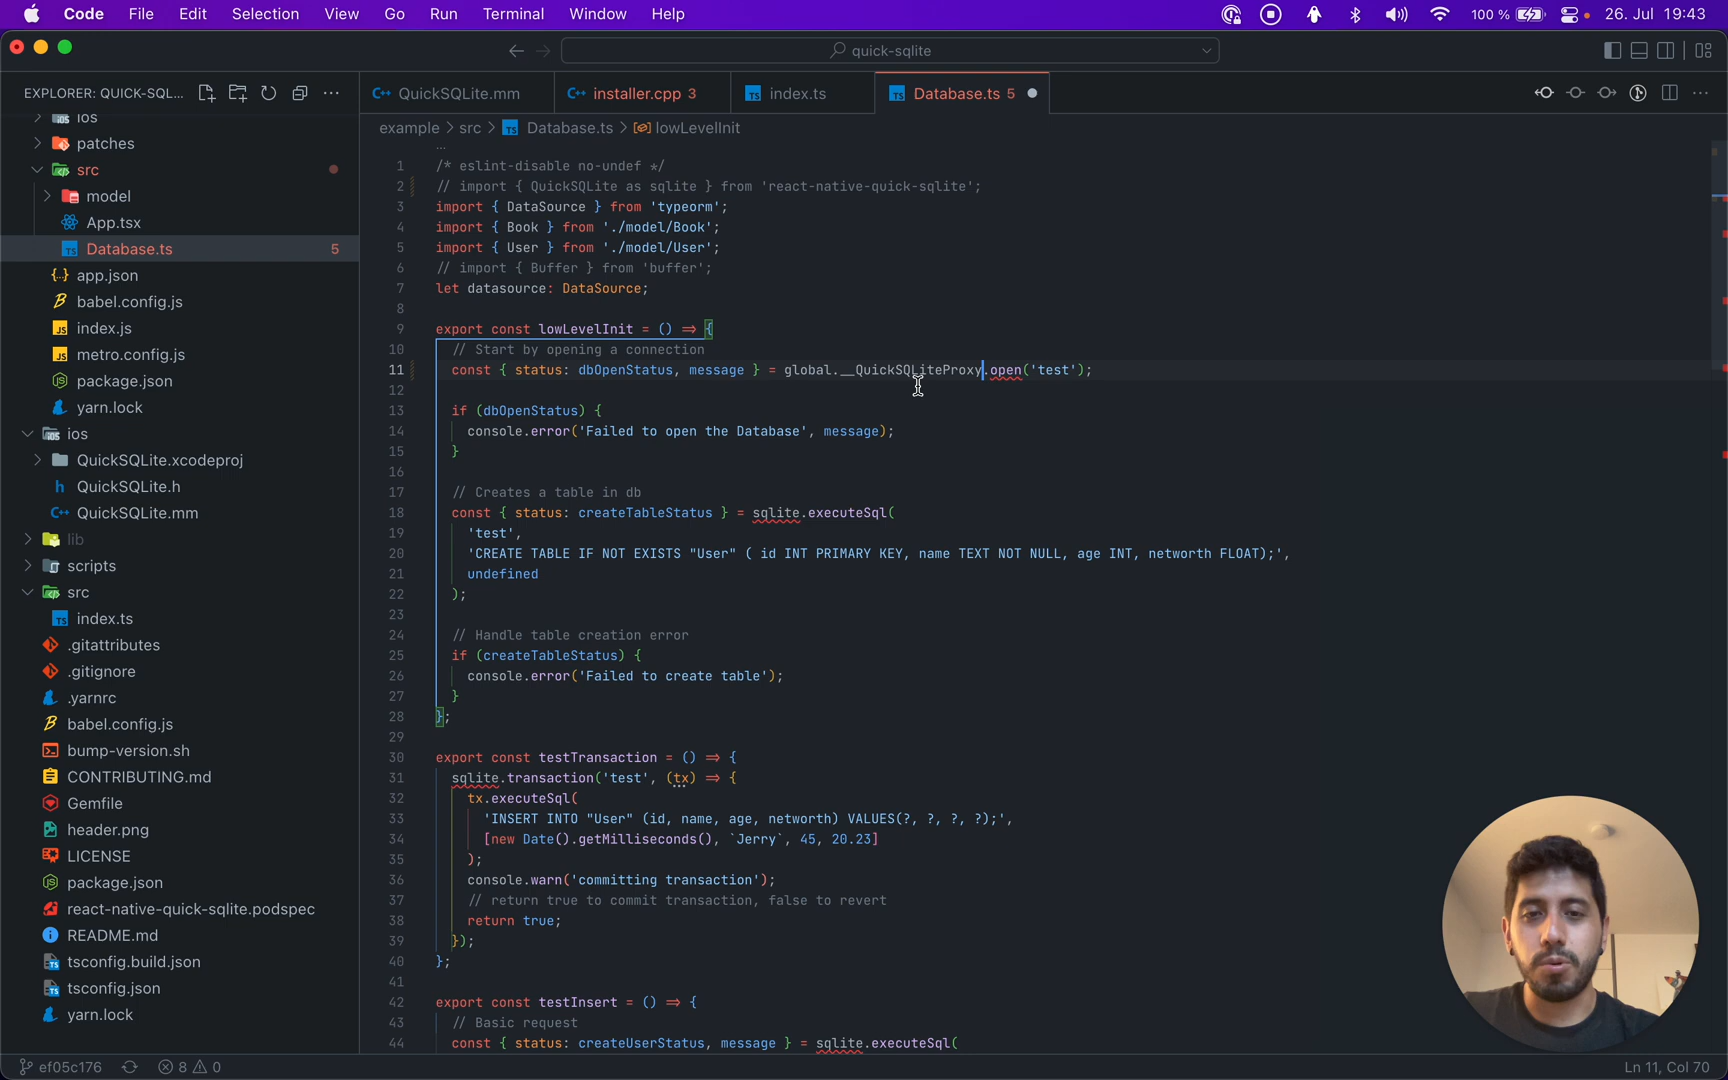 Code File Edit Selection View Go Run Terminal Window Help 100 % 26. Jul 19:43
quick-sqlite
EXPLORER: QUICK-SQL...
QuickSQLite.mm
installer.cpp 3
index.ts
Database.ts 5
example > src > Database.ts > lowLevelInit
ios
patches
src
model
App.tsx
Database.ts 5
app.json
babel.config.js
index.js
metro.config.js
package.json
yarn.lock
ios
QuickSQLite.xcodeproj
QuickSQLite.h
QuickSQLite.mm
lib
scripts
src
index.ts
.gitattributes
.gitignore
.yarnrc
babel.config.js
bump-version.sh
CONTRIBUTING.md
Gemfile
header.png
LICENSE
package.json
react-native-quick-sqlite.podspec
README.md
tsconfig.build.json
tsconfig.json
yarn.lock
...
1 /* eslint-disable no-undef */
2 // import { QuickSQLite as sqlite } from 'react-native-quick-sqlite';
3 import { DataSource } from 'typeorm';
4 import { Book } from './model/Book';
5 import { User } from './model/User';
6 // import { Buffer } from 'buffer';
7 let datasource: DataSource;
8
9 export const lowLevelInit = () => {
10 // Start by opening a connection
11 const { status: dbOpenStatus, message } = global.__QuickSQLiteProxy.open('test');
12
13 if (dbOpenStatus) {
14 console.error('Failed to open the Database', message);
15 }
16
17 // Creates a table in db
18 const { status: createTableStatus } = sqlite.executeSql(
19 'test',
20 'CREATE TABLE IF NOT EXISTS "User" ( id INT PRIMARY KEY, name TEXT NOT NULL, age INT, networth FLOAT);',
21 undefined
22 );
23
24 // Handle table creation error
25 if (createTableStatus) {
26 console.error('Failed to create table');
27 }
28 };
29
30 export const testTransaction = () => {
31 sqlite.transaction('test', (tx) => {
32 tx.executeSql(
33 'INSERT INTO "User" (id, name, age, networth) VALUES(?, ?, ?, ?);',
34 [new Date().getMilliseconds(), `Jerry`, 45, 20.23]
35 );
36 console.warn('committing transaction');
37 // return true to commit transaction, false to revert
38 return true;
39 });
40 };
41
42 export const testInsert = () => {
43 // Basic request
44 const { status: createUserStatus, message } = sqlite.executeSql(
ef05c176 8 0
Ln 11, Col 70